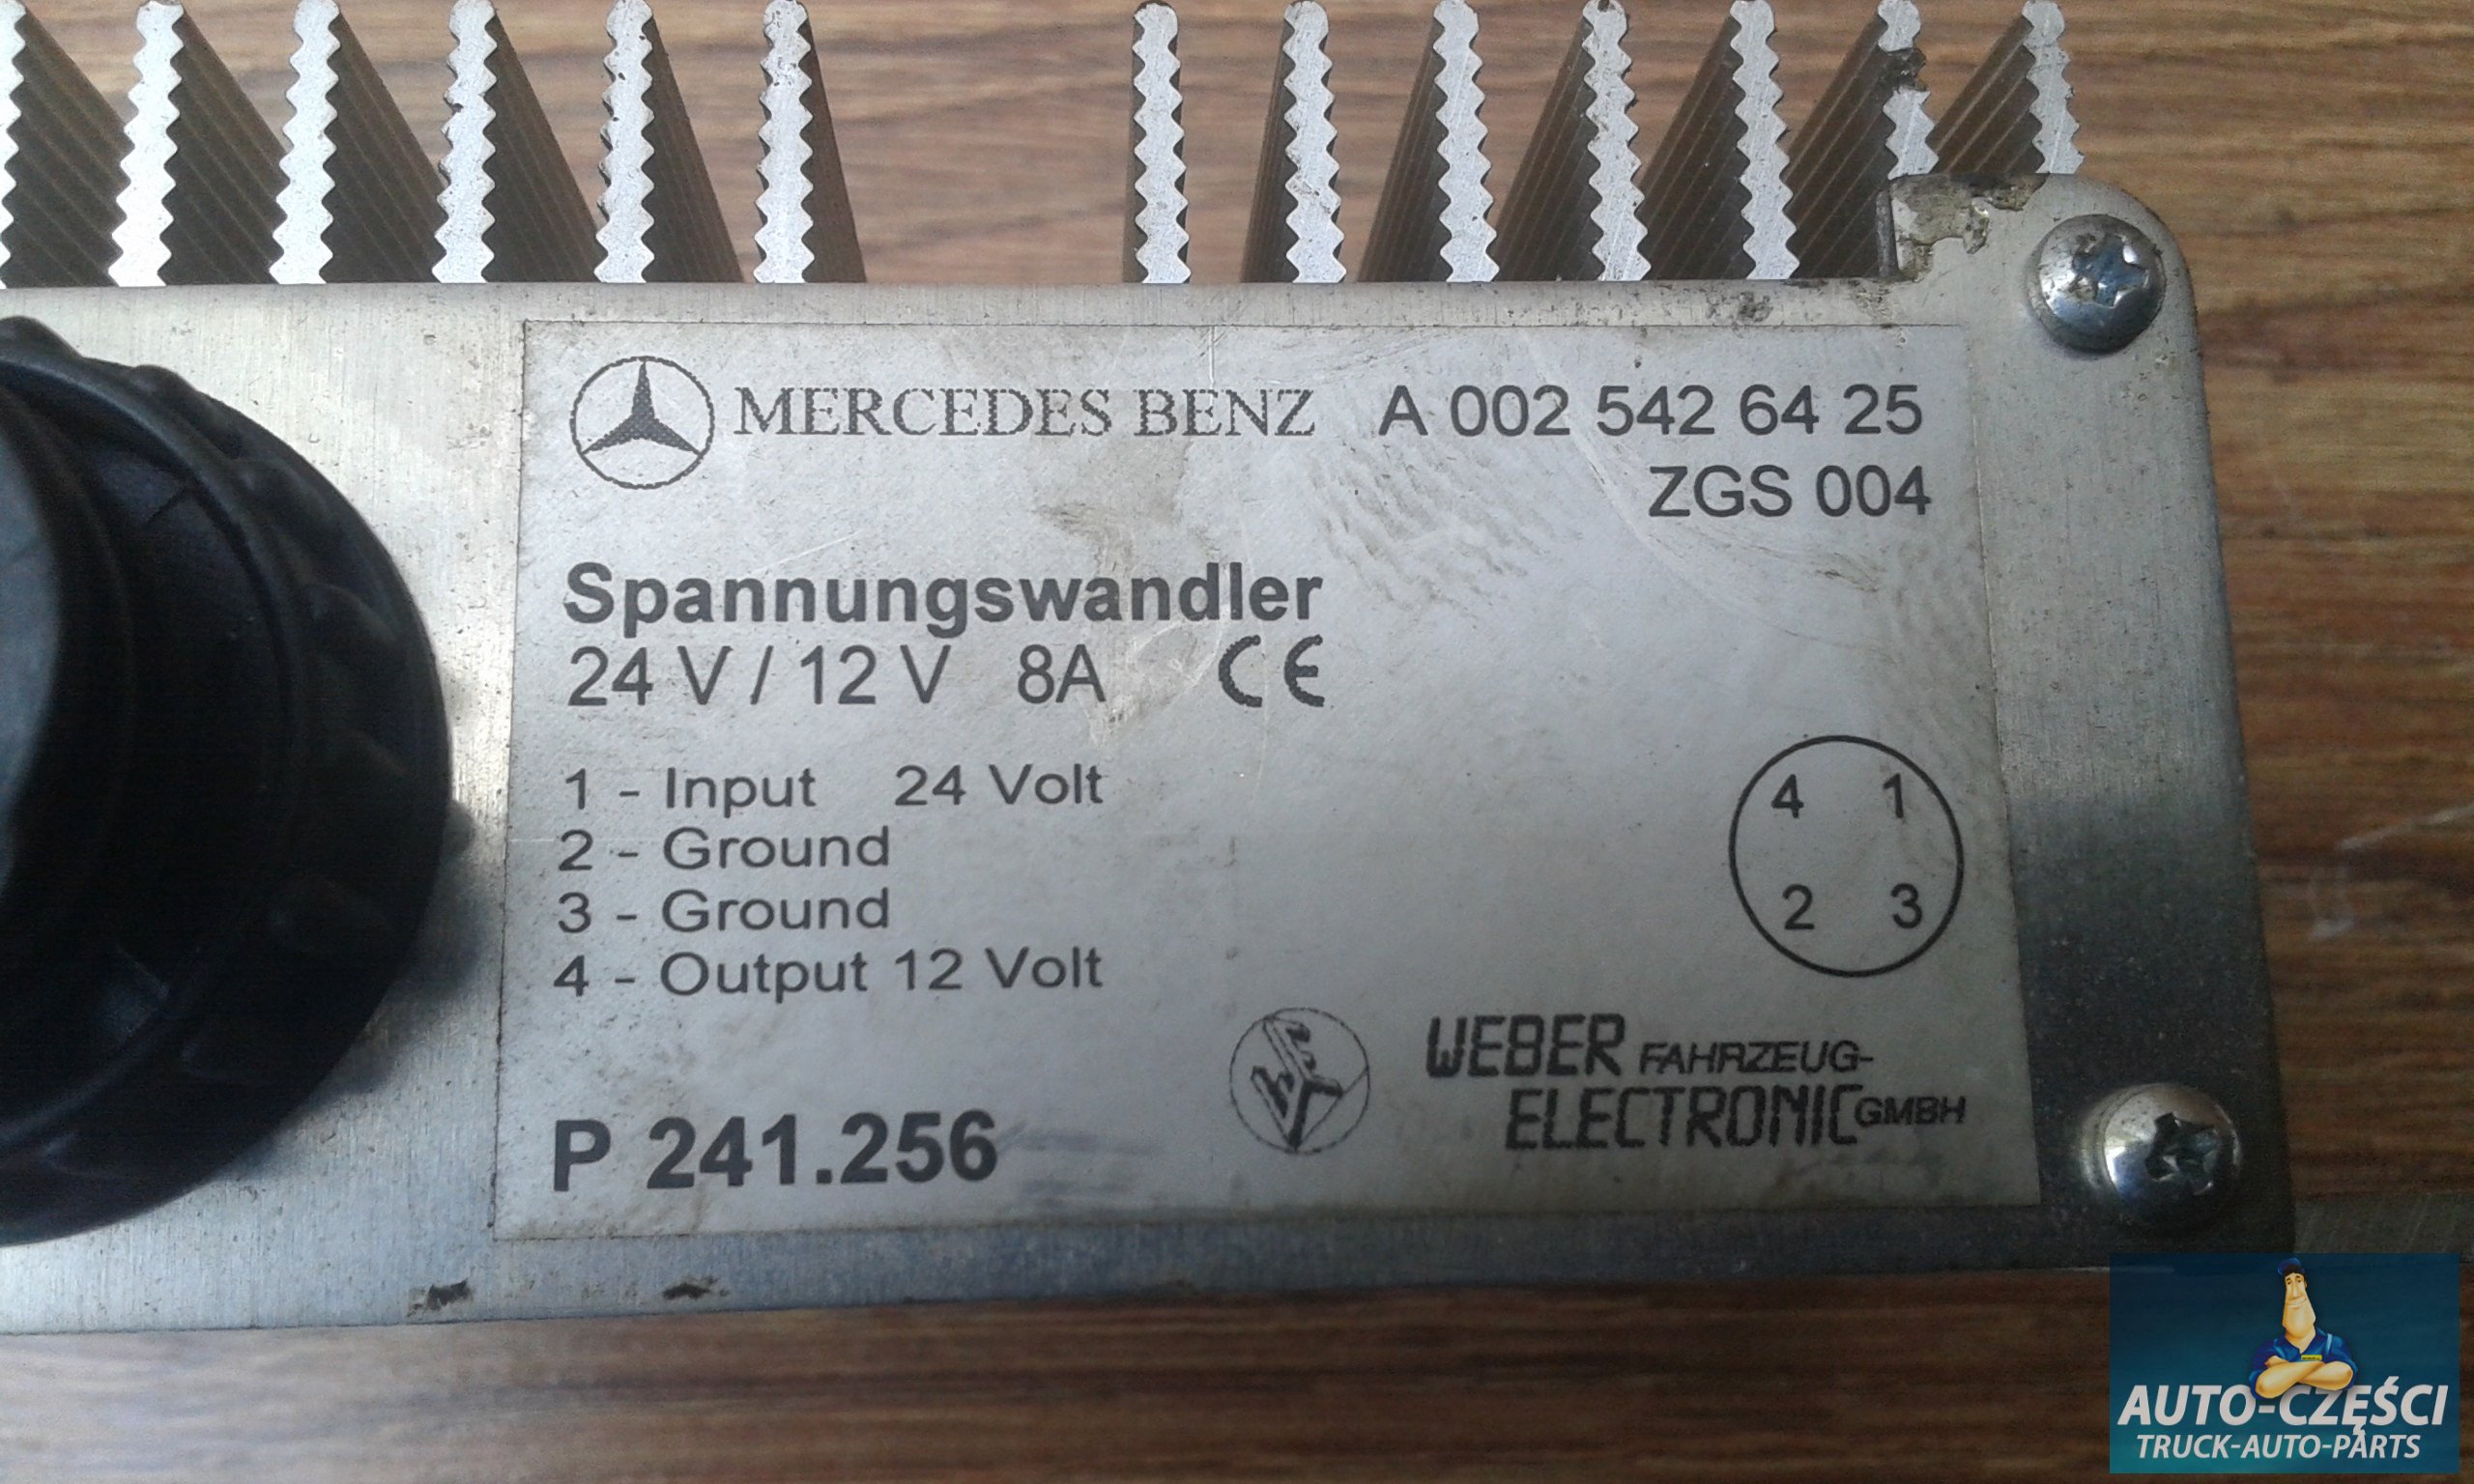 MERCEDES BENZ A 002 542 64 25
ZGS 004
Spannungswandler
24 V / 12 V 8A CE
1 - Input 24 Volt
2 - Ground
3 - Ground
4 - Output 12 Volt
4 1
2 3
WEBER FAHRZEUG-
ELECTRONIC GMBH
P 241.256
AUTO-CZĘŚCI
TRUCK-AUTO-PARTS